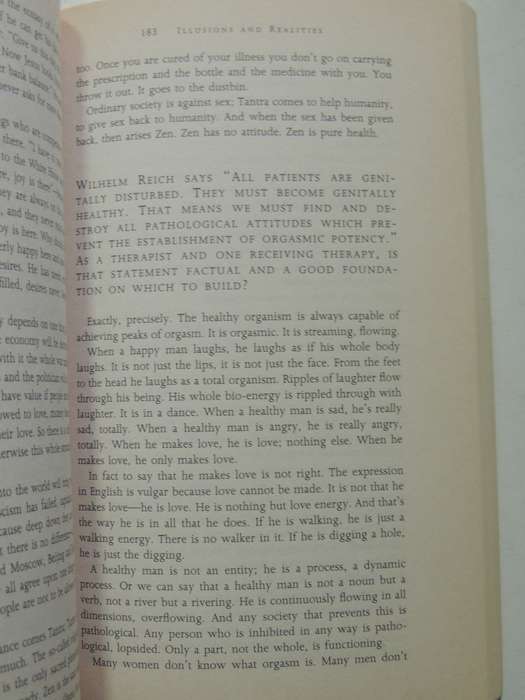 183 ILLUSIONS AND REALITIES
too. Once you are cured of your illness you don't go on carrying
the prescription and the bottle and the medicine with you. You
throw it out. It goes to the dustbin.
Ordinary society is against sex; Tantra comes to help humanity,
to give sex back to humanity. And when the sex has been given
back, then arises Zen. Zen has no attitude. Zen is pure health.
WILHELM REICH SAYS "ALL PATIENTS ARE GENI-
TALLY DISTURBED. THEY MUST BECOME GENITALLY
HEALTHY. THAT MEANS WE MUST FIND AND DE-
STROY ALL PATHOLOGICAL ATTITUDES WHICH PRE-
VENT THE ESTABLISHMENT OF ORGASMIC POTENCY."
AS A THERAPIST AND ONE RECEIVING THERAPY, IS
THAT STATEMENT FACTUAL AND A GOOD FOUNDA-
TION ON WHICH TO BUILD?
Exactly, precisely. The healthy organism is always capable of
achieving peaks of orgasm. It is orgasmic. It is streaming, flowing.
When a happy man laughs, he laughs as if his whole body
laughs. It is not just the lips, it is not just the face. From the feet
to the head he laughs as a total organism. Ripples of laughter flow
through his being. His whole bio-energy is rippled through with
laughter. It is in a dance. When a healthy man is sad, he's really
sad, totally. When a healthy man is angry, he is really angry,
totally. When he makes love, he is love; nothing else. When he
makes love, he only makes love.
In fact to say that he makes love is not right. The expression
in English is vulgar because love cannot be made. It is not that he
makes love—he is love. He is nothing but love energy. And that's
the way he is in all that he does. If he is walking, he is just a
walking energy. There is no walker in it. If he is digging a hole,
he is just the digging.
A healthy man is not an entity; he is a process, a dynamic
process. Or we can say that a healthy man is not a noun but a
verb, not a river but a rivering. He is continuously flowing in all
dimensions, overflowing. And any society that prevents this is
pathological. Any person who is inhibited in any way is patho-
logical, lopsided. Only a part, not the whole, is functioning.
Many women don't know what orgasm is. Many men don't